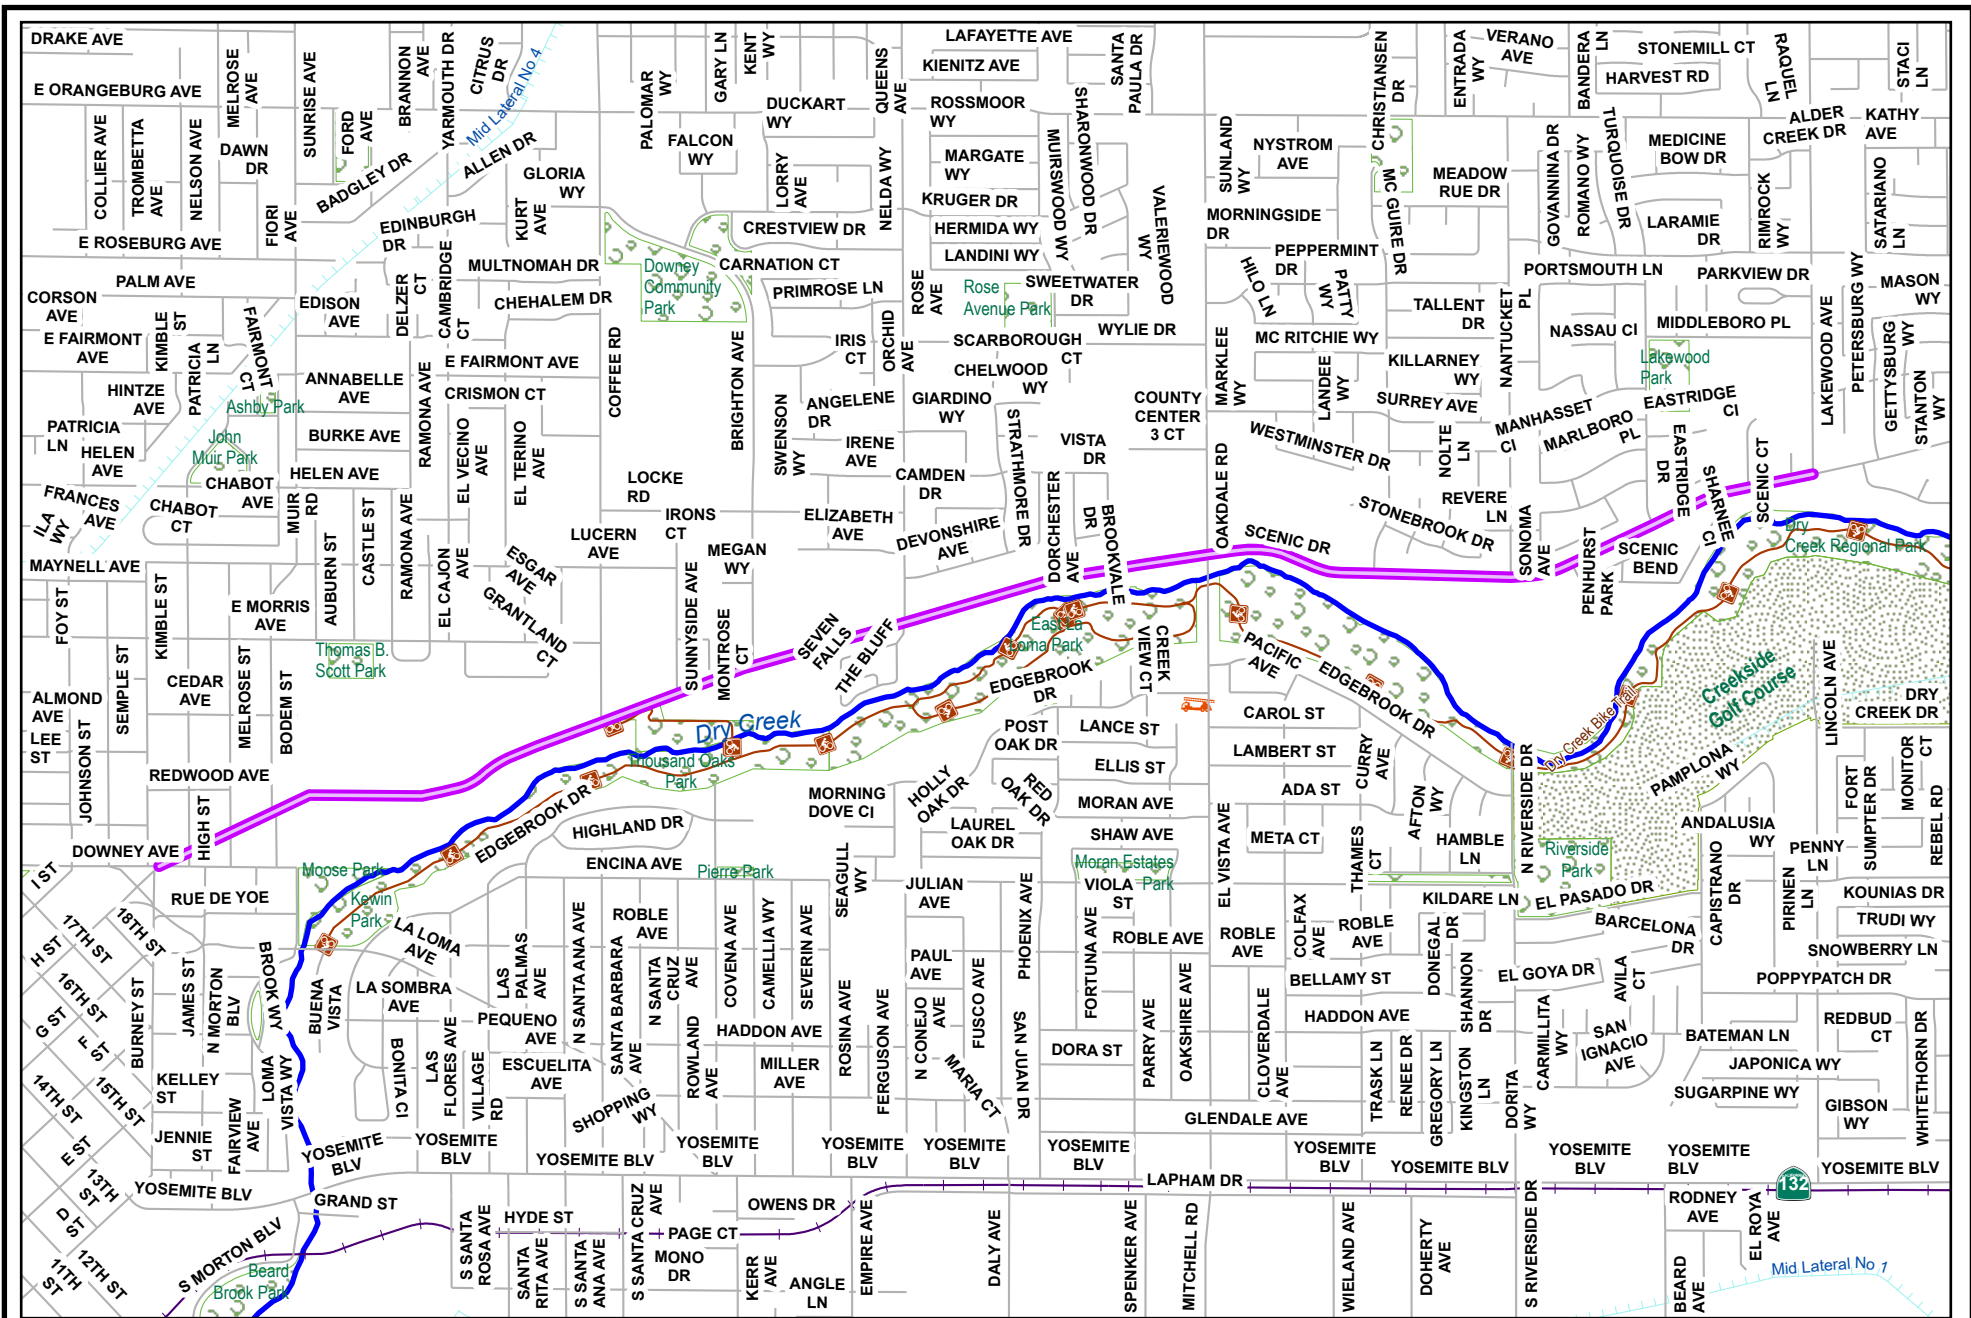 DRAKE AVE
E ORANGEBURG AVE
MELROSE
AVE
SUNRISE AVE
FORD
AVE
BRANNON
AVE
YARMOUTH DR
CITRUS
DR
Mid Lateral No 4
PALOMAR
WY
GARY LN
KENT
WY
DUCKART
WY
QUEENS
AVE
LAFAYETTE AVE
KIENITZ AVE
ROSSMOOR
WY
SANTA
PAULA DR
CHRISTIANSEN
DR
ENTRADA
WY
VERANO
AVE
BANDERA
LN
STONEMILL CT
HARVEST RD
RAQUEL
LN
STACI
LN
COLLIER AVE
TROMBETTA
AVE
NELSON AVE
DAWN
DR
FIORI
AVE
BADGLEY DR
ALLEN DR
GLORIA
WY
FALCON
WY
LORRY
AVE
NELDA WY
MARGATE
WY
KRUGER DR
HERMIDA WY
LANDINI WY
MUIRSWOOD WY
SHARONWOOD DR
VALERIEWOOD
WY
SUNLAND
WY
NYSTROM
AVE
MC GUIRE DR
MEADOW
RUE DR
GOVANNINA DR
ROMANO WY
TURQUOISE DR
MEDICINE
BOW DR
ALDER
CREEK DR
KATHY
AVE
LARAMIE
DR
RIMROCK
WY
SATARIANO
LN
E ROSEBURG AVE
EDINBURGH
DR
KURT
AVE
CRESTVIEW DR
MORNINGSIDE
DR
PEPPERMINT
DR
PALM AVE
CORSON
AVE
E FAIRMONT
AVE
KIMBLE
ST
PATRICIA
LN
FAIRMONT
CT
EDISON
AVE
DELZER
CT
CAMBRIDGE
CT
MULTNOMAH DR
CHEHALEM DR
Downey
Community
Park
CARNATION CT
PRIMROSE LN
ROSE
AVE
Rose
Avenue Park
SWEETWATER
DR
WYLIE DR
HILO LN
PATTY
WY
TALLENT
DR
NANTUCKET
PL
PORTSMOUTH LN
PARKVIEW DR
PETERSBURG WY
MASON
WY
NASSAU CI
MIDDLEBORO PL
LAKEWOOD AVE
GETTYSBURG
WY
STANTON
WY
HINTZE
AVE
Ashby Park
ANNABELLE
AVE
RAMONA AVE
E FAIRMONT AVE
CRISMON CT
COFFEE RD
BRIGHTON AVE
IRIS
CT
ORCHID
AVE
SCARBOROUGH
CT
CHELWOOD
WY
MARKLEE
WY
MC RITCHIE WY
LANDEE
WY
KILLARNEY
WY
SURREY AVE
Lakewood
Park
EASTRIDGE
CI
PATRICIA
LN
HELEN
AVE
John
Muir Park
BURKE AVE
EL VECINO
AVE
EL TERINO
AVE
SWENSON
WY
ANGELENE
DR
GIARDINO
WY
IRENE
AVE
STRATHMORE DR
VISTA
DR
COUNTY
CENTER
3 CT
WESTMINSTER DR
NOLTE
LN
MANHASSET
CI
MARLBORO
PL
EASTRIDGE
DR
SHARNEE
CI
SCENIC CT
FRANCES
AVE
ILA
WY
CHABOT
AVE
CHABOT
CT
HELEN AVE
MUIR
RD
LOCKE
RD
CAMDEN
DR
DORCHESTER
AVE
BROOKVALE
DR
OAKDALE RD
STONEBROOK DR
REVERE
LN
SONOMA
AVE
MAYNELL AVE
AUBURN ST
CASTLE ST
RAMONA AVE
EL CAJON
AVE
ESGAR
AVE
LUCERN
AVE
IRONS
CT
MEGAN
WY
ELIZABETH
AVE
DEVONSHIRE
AVE
SCENIC DR
PENHURST
PARK
SCENIC
BEND
Dry
Creek Regional Park
FOY ST
KIMBLE ST
E MORRIS
AVE
GRANTLAND
CT
SUNNYSIDE AVE
MONTROSE
CT
SEVEN
FALLS
THE BLUFF
East La
Loma Park
CREEK
VIEW CT
PACIFIC
AVE
Thomas B.
Scott Park
ALMOND
AVE
LEE
ST
SEMPLE ST
CEDAR
AVE
MELROSE ST
BODEM ST
Dry Creek
EDGEBROOK
DR
EDGEBROOK DR
Creekside
Golf Course
LINCOLN AVE
DRY
CREEK DR
JOHNSON ST
REDWOOD AVE
Thousand Oaks
Park
POST
OAK DR
LANCE ST
CAROL ST
LAMBERT ST
CURRY
AVE
N RIVERSIDE DR
Dry Creek Bike Trail
PAMPLONA
WY
FORT
SUMPTER DR
MONITOR
CT
REBEL RD
DOWNEY AVE
HIGH ST
EDGEBROOK DR
HIGHLAND DR
MORNING
DOVE CI
HOLLY
OAK DR
RED
OAK DR
ELLIS ST
MORAN AVE
SHAW AVE
LAUREL
OAK DR
EL VISTA AVE
ADA ST
META CT
THAMES
CT
AFTON
WY
HAMBLE
LN
Riverside
Park
ANDALUSIA
WY
PENNY
LN
I ST
RUE DE YOE
Moose Park
Kewin
Park
ENCINA AVE
Pierre Park
SEAGULL
WY
JULIAN
AVE
PHOENIX AVE
Moran Estates
Park
VIOLA
ST
KILDARE LN
EL PASADO DR
CAPISTRANO
DR
PIRINEN
LN
KOUNIAS DR
TRUDI WY
SNOWBERRY LN
H ST
17TH ST
18TH ST
LA LOMA
AVE
LAS
PALMAS
AVE
N SANTA ANA AVE
ROBLE
AVE
SANTA BARBARA
AVE
N SANTA
CRUZ
AVE
COVENA AVE
CAMELLIA WY
SEVERIN AVE
PAUL
AVE
FORTUNA AVE
ROBLE AVE
ROBLE
AVE
COLFAX
AVE
ROBLE
AVE
DONEGAL
DR
BARCELONA
DR
16TH ST
G ST
F ST
BURNEY ST
JAMES ST
N MORTON
BLV
BROOK WY
BUENA
VISTA
LA SOMBRA
AVE
PEQUENO
AVE
HADDON AVE
ROSINA AVE
FERGUSON AVE
N CONEJO
AVE
FUSCO AVE
SAN JUAN DR
PARRY AVE
OAKSHIRE AVE
CLOVERDALE
AVE
BELLAMY ST
HADDON AVE
SHANNON
DR
EL GOYA DR
AVILA
CT
POPPYPATCH DR
CARMILLITA
WY
SAN
IGNACIO
AVE
BATEMAN LN
REDBUD
CT
JAPONICA WY
SUGARPINE WY
WHITETHORN DR
14TH ST
15TH ST
KELLEY
ST
LOMA
VISTA WY
BONITA CI
LAS
FLORES AVE
VILLAGE
RD
ESCUELITA
AVE
SHOPPING
WY
ROWLAND
AVE
MILLER
AVE
MARIA CT
DORA ST
GLENDALE AVE
TRASK LN
RENEE DR
GREGORY LN
KINGSTON
LN
DORITA
WY
GIBSON
WY
E ST
13TH
ST
D
ST
JENNIE
ST
FAIRVIEW
AVE
YOSEMITE BLV
YOSEMITE
BLV
YOSEMITE
BLV
YOSEMITE BLV
YOSEMITE
BLV
YOSEMITE
BLV
YOSEMITE
BLV
YOSEMITE
BLV
YOSEMITE
BLV
YOSEMITE BLV
YOSEMITE
BLV
YOSEMITE
BLV
YOSEMITE BLV
132
GRAND ST
LAPHAM DR
11TH
ST
12TH ST
S MORTON BLV
Beard
Brook Park
S SANTA
ROSA AVE
HYDE ST
SANTA
RITA AVE
S SANTA
ANA AVE
S SANTA CRUZ
AVE
PAGE CT
MONO
DR
OWENS DR
KERR
AVE
ANGLE
LN
EMPIRE AVE
DALY AVE
SPENKER AVE
MITCHELL RD
WIELAND AVE
DOHERTY
AVE
S RIVERSIDE DR
RODNEY
AVE
EL ROYA
AVE
BEARD
AVE
Mid Lateral No 1